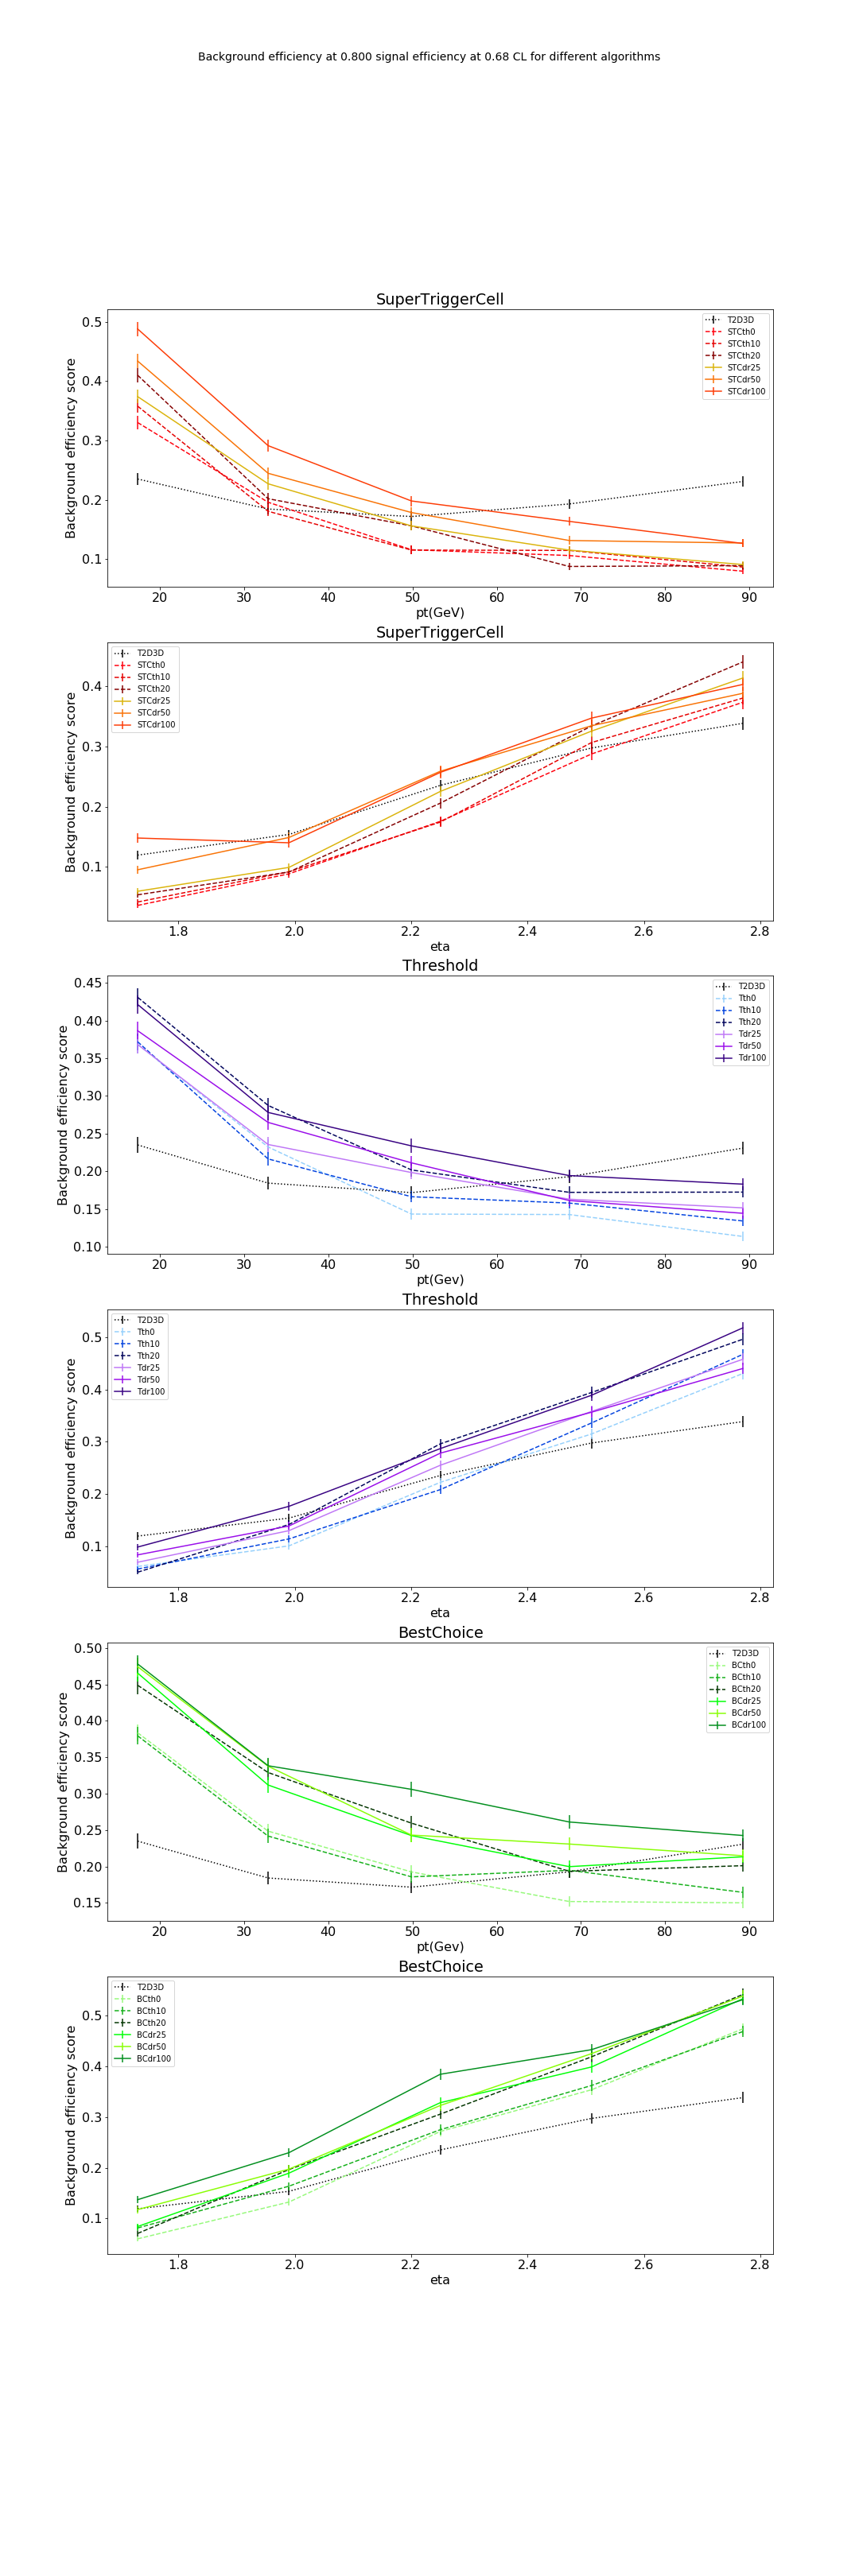 Background efficiency at 0.800 signal efficiency at 0.68 CL for different algorithms
SuperTriggerCell
Background efficiency score
0.5
0.4
0.3
0.2
0.1
T2D3D
STCth0
STCth10
STCth20
STCdr25
STCdr50
STCdr100
20 30 40 50 60 70 80 90
pt(GeV)
SuperTriggerCell
Background efficiency score
0.4
0.3
0.2
0.1
T2D3D
STCth0
STCth10
STCth20
STCdr25
STCdr50
STCdr100
1.8 2.0 2.2 2.4 2.6 2.8
eta
Threshold
Background efficiency score
0.45
0.40
0.35
0.30
0.25
0.20
0.15
0.10
T2D3D
Tth0
Tth10
Tth20
Tdr25
Tdr50
Tdr100
20 30 40 50 60 70 80 90
pt(Gev)
Threshold
Background efficiency score
0.5
0.4
0.3
0.2
0.1
T2D3D
Tth0
Tth10
Tth20
Tdr25
Tdr50
Tdr100
1.8 2.0 2.2 2.4 2.6 2.8
eta
BestChoice
Background efficiency score
0.50
0.45
0.40
0.35
0.30
0.25
0.20
0.15
T2D3D
BCth0
BCth10
BCth20
BCdr25
BCdr50
BCdr100
20 30 40 50 60 70 80 90
pt(Gev)
BestChoice
Background efficiency score
0.5
0.4
0.3
0.2
0.1
T2D3D
BCth0
BCth10
BCth20
BCdr25
BCdr50
BCdr100
1.8 2.0 2.2 2.4 2.6 2.8
eta